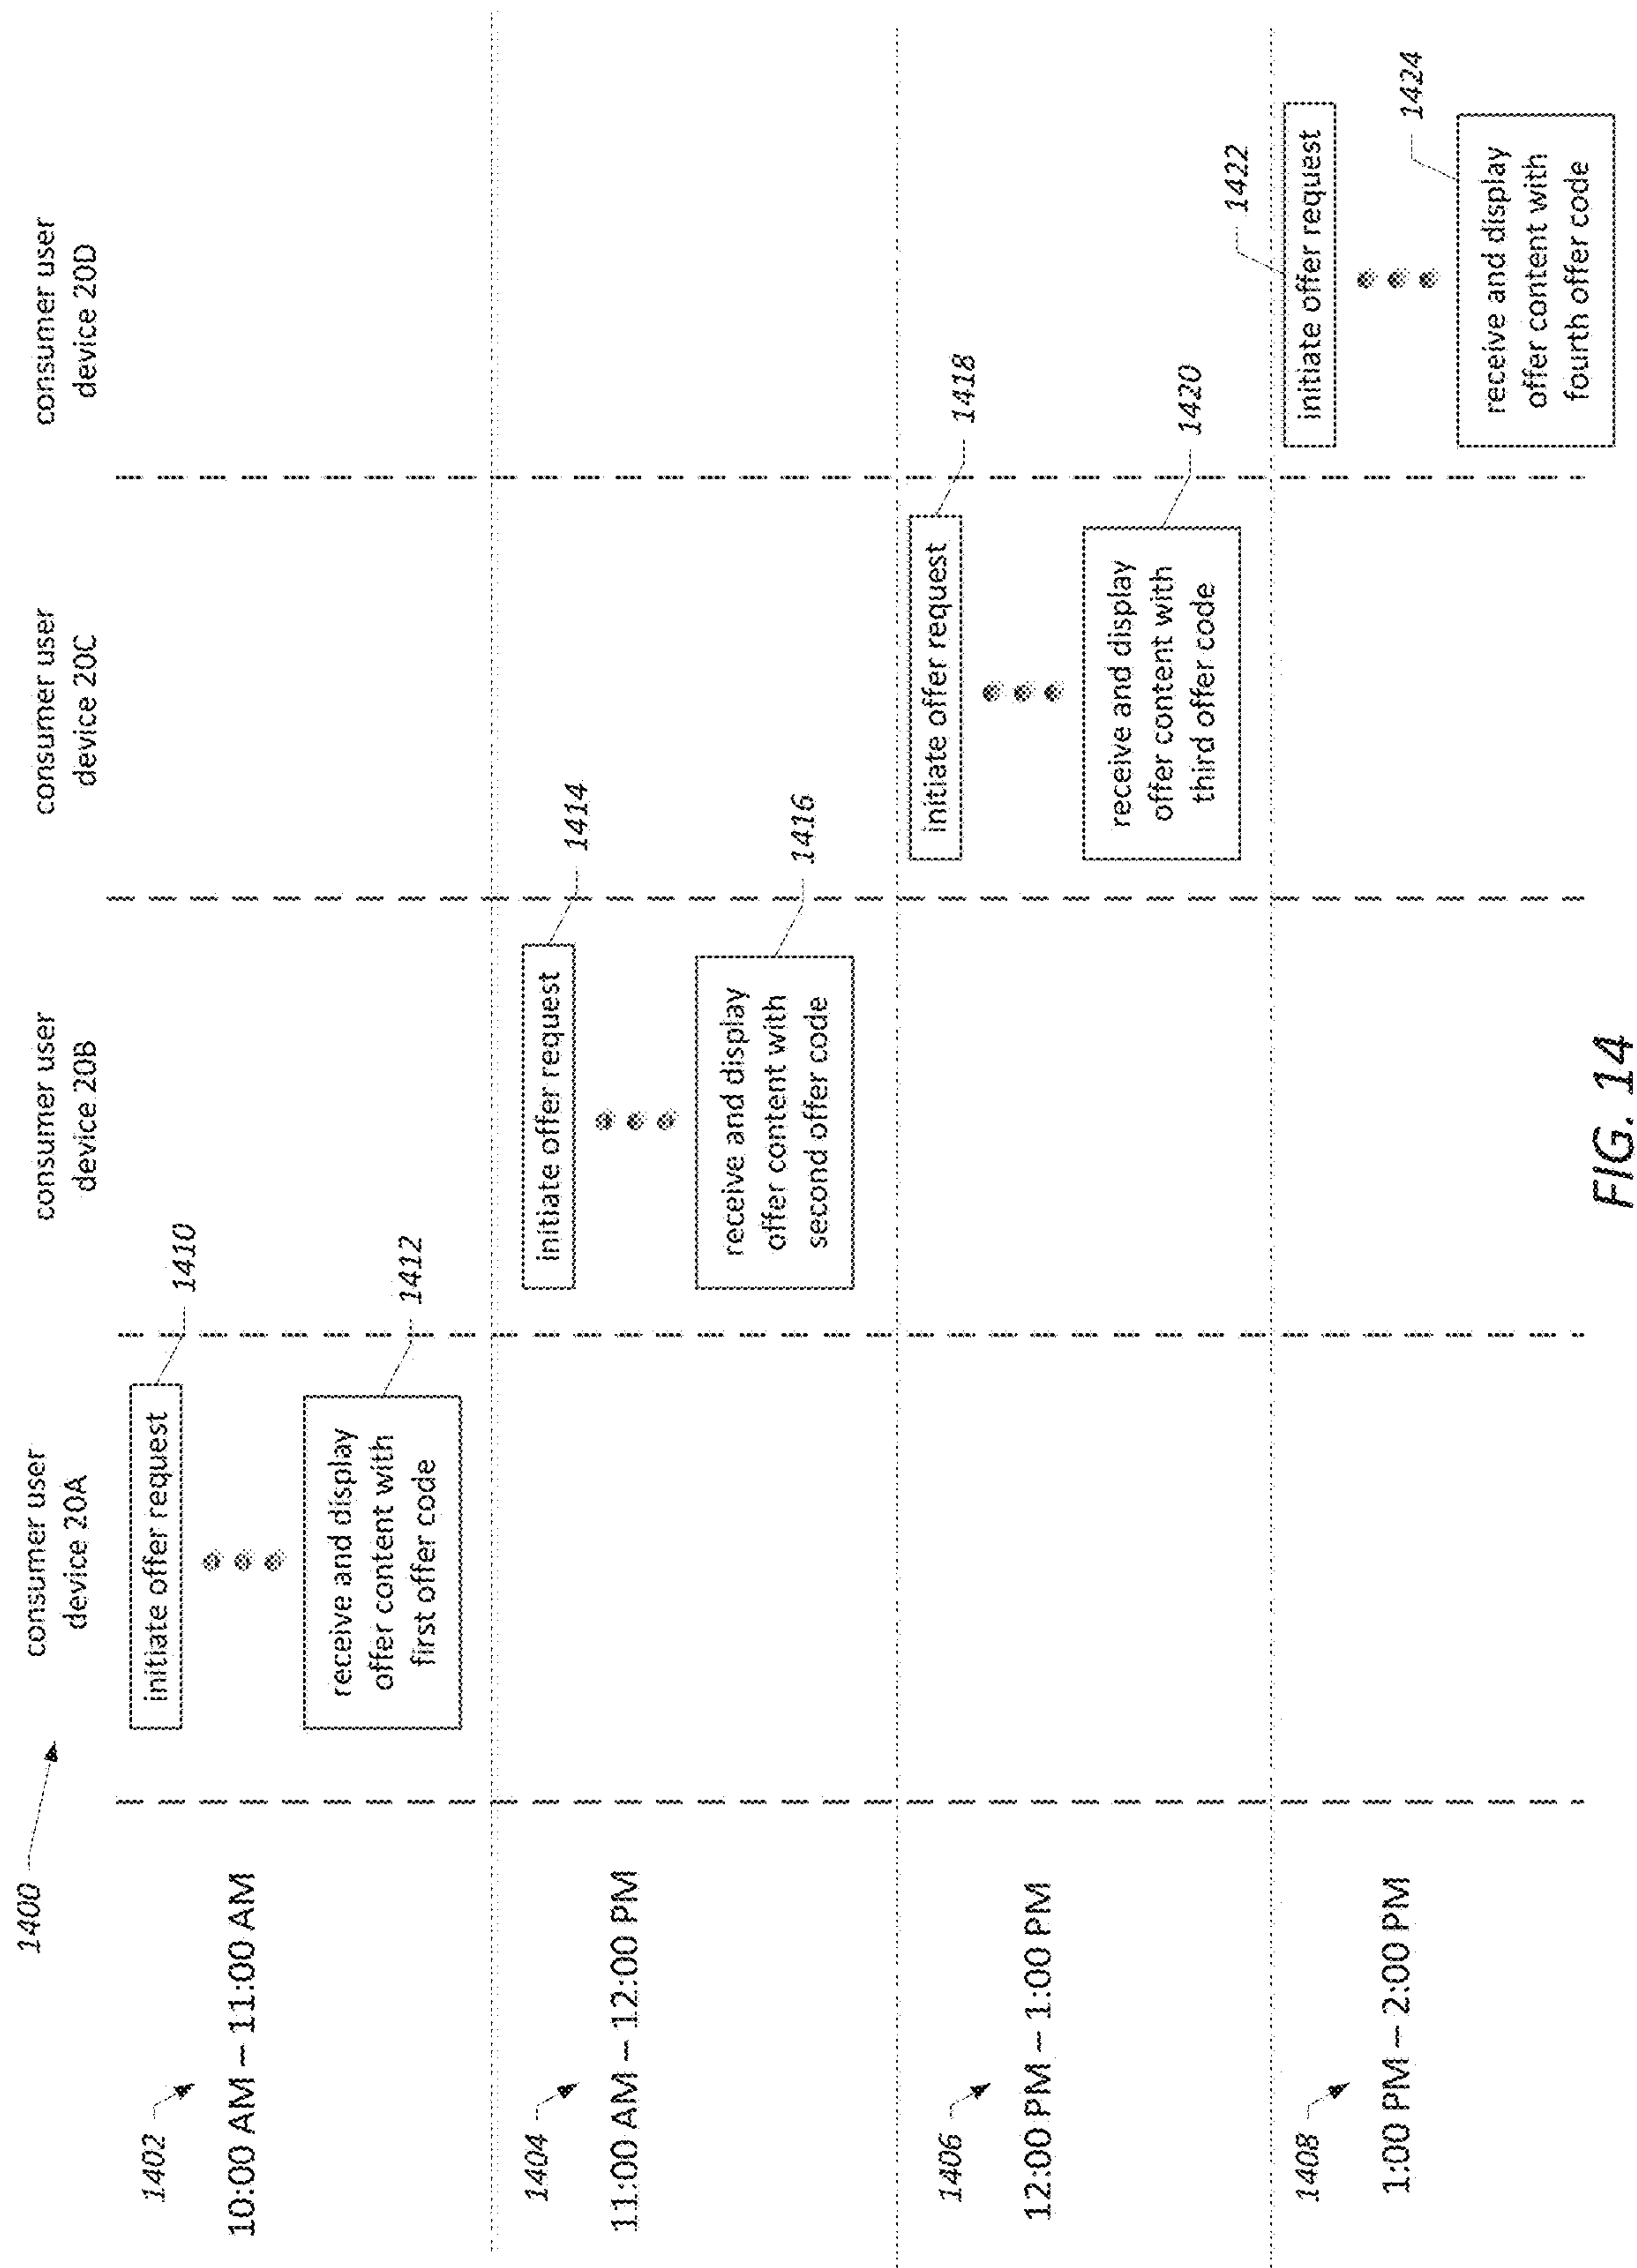 1400
consumer user
device 20A
consumer user
device 20B
consumer user
device 20C
consumer user
device 20D
1402
10:00 AM – 11:00 AM
initiate offer request
1410
receive and display
offer content with
first offer code
1412
1404
11:00 AM – 12:00 PM
initiate offer request
1414
receive and display
offer content with
second offer code
1416
1406
12:00 PM – 1:00 PM
initiate offer request
1418
receive and display
offer content with
third offer code
1420
1408
1:00 PM – 2:00 PM
initiate offer request
1422
receive and display
offer content with
fourth offer code
1424
FIG. 14